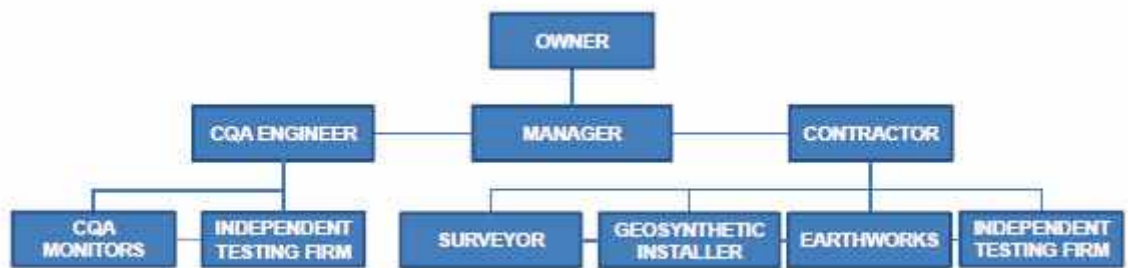 OWNER
CQA ENGINEER
MANAGER
CONTRACTOR
CQA
MONITORS
INDEPENDENT
TESTING FIRM
SURVEYOR
GEOSYNTHETIC
INSTALLER
EARTHWORKS
INDEPENDENT
TESTING FIRM